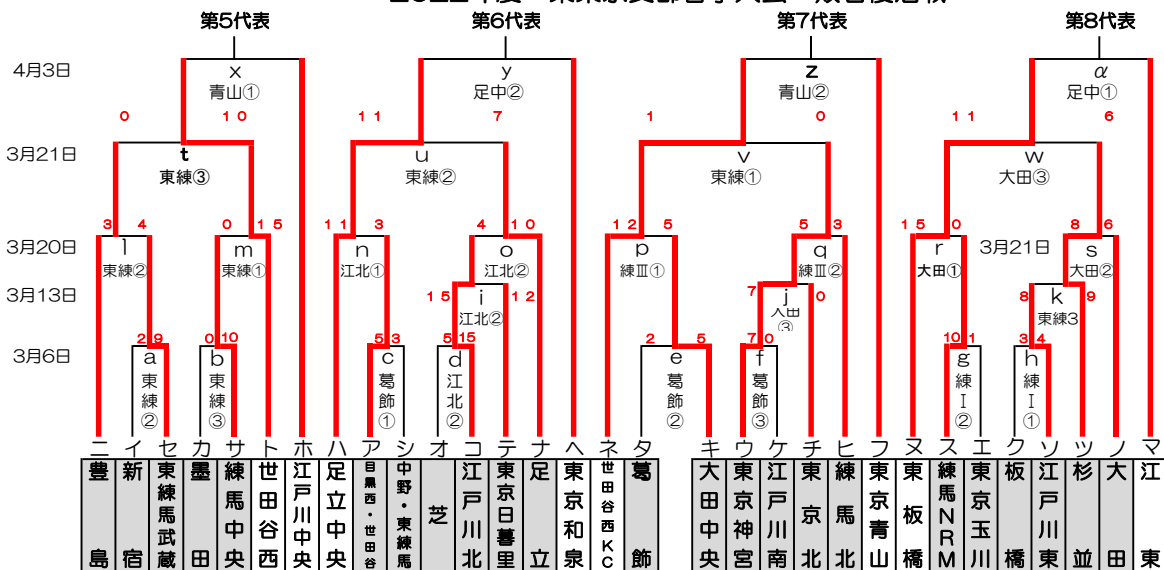 第5代表 第6代表 第7代表 第8代表
4月3日 x y z α
青山① 足中② 青山② 足中①
0 10 11 7 1 0 11 6
3月21日 t u v w
東練③ 東練② 東練① 大田③
3 4 0 15 11 3 4 10 12 5 5 3 15 0 8 6
3月20日 l m n o p q r 3月21日 s
東練② 東練① 江北① 江北② 練Ⅲ① 練Ⅲ② 大田① 大田②
3月13日 15 i 12 7 j 0 8 k 9
江北② ③ 東練3
2 9 0 10 5 3 5 15 2 5 7 0 10 1 3 4
3月6日 a b c d e f g h
東練② 東練③ 葛飾① 江北② 葛飾② 葛飾③ 練Ⅰ② 練Ⅰ①
ニ イ セ カ サ ト ホ ハ ア シ オ コ テ ナ ヘ ネ タ キ ウ ケ チ ヒ フ ヌ ス エ ク ソ ツ ノ マ
豊島
新宿
東練馬武蔵
墨田
練馬中央
世田谷西
江戸川中央
足立中央
目黒西・世田谷
中野・東練馬
芝
江戸川北
東京日暮里
足立
東京和泉
世田谷西KC
葛飾
大田中央
東京神宮
江戸川南
東京北
練馬北
東京青山
東板橋
練馬NRM
東京玉川
板橋
江戸川東
杉並
大田
江東